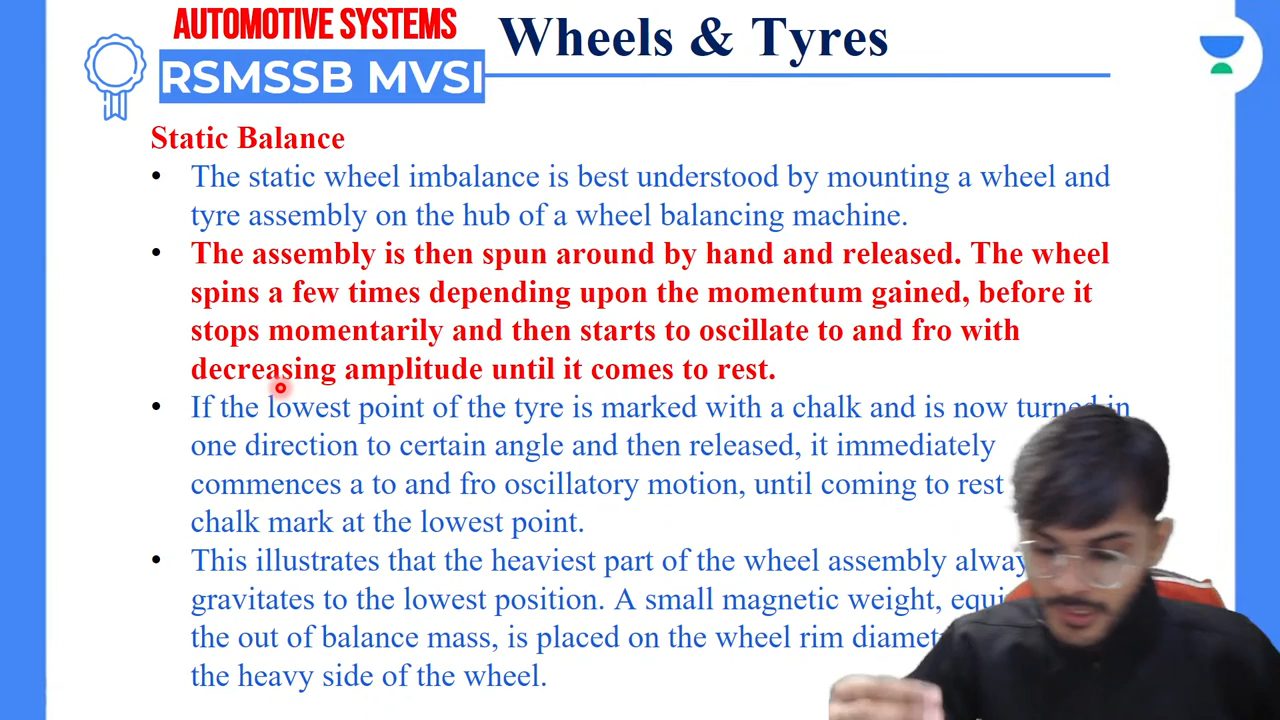 AUTOMOTIVE SYSTEMS
Wheels & Tyres
RSMSSB MVSI
Static Balance
• The static wheel imbalance is best understood by mounting a wheel and
tyre assembly on the hub of a wheel balancing machine.
• The assembly is then spun around by hand and released. The wheel
spins a few times depending upon the momentum gained, before it
stops momentarily and then starts to oscillate to and fro with
decreasing amplitude until it comes to rest.
• If the lowest point of the tyre is marked with a chalk and is now turned in
one direction to certain angle and then released, it immediately
commences a to and fro oscillatory motion, until coming to rest
chalk mark at the lowest point.
• This illustrates that the heaviest part of the wheel assembly
gravitates to the lowest position. A small magnetic weight,
the out of balance mass, is placed on the wheel rim
the heavy side of the wheel.